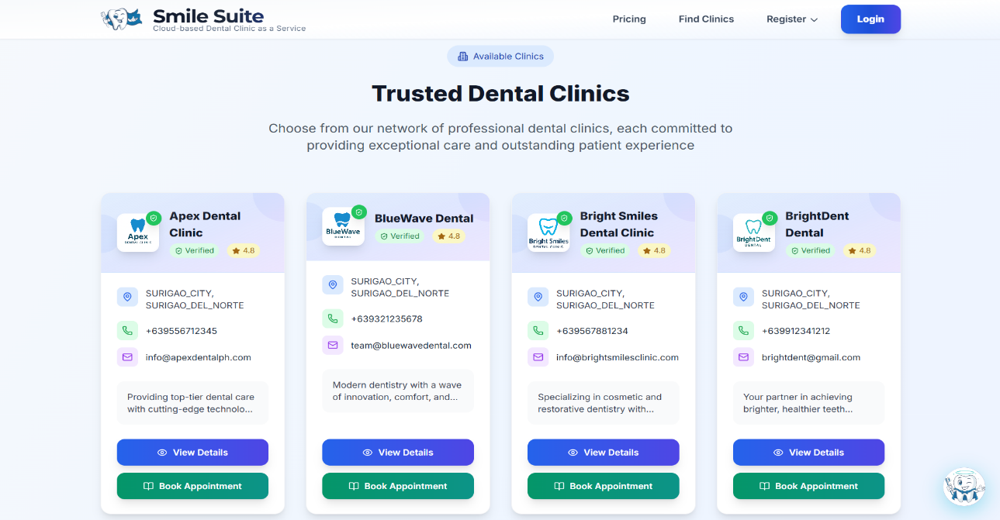 Smile Suite
Cloud-based Dental Clinic as a Service
Pricing
Find Clinics
Register
Login
Available Clinics
Trusted Dental Clinics
Choose from our network of professional dental clinics, each committed to
providing exceptional care and outstanding patient experience
Apex
DENTAL CLINIC
Apex Dental
Clinic
Verified
4.8
SURIGAO_CITY,
SURIGAO_DEL_NORTE
+639556712345
info@apexdentalph.com
Providing top-tier dental care
with cutting-edge technolo...
View Details
Book Appointment
BlueWave
DENTAL
BlueWave Dental
Verified
4.8
SURIGAO_CITY,
SURIGAO_DEL_NORTE
+639321235678
team@bluewavedental.com
Modern dentistry with a wave
of innovation, comfort, and...
View Details
Book Appointment
Bright Smiles
DENTAL CLINIC
Bright Smiles
Dental Clinic
Verified
4.8
SURIGAO_CITY,
SURIGAO_DEL_NORTE
+639567881234
info@brightsmilesclinic.com
Specializing in cosmetic and
restorative dentistry with...
View Details
Book Appointment
BrightDent
DENTAL
BrightDent
Dental
Verified
4.8
SURIGAO_CITY,
SURIGAO_DEL_NORTE
+639912341212
brightdent@gmail.com
Your partner in achieving
brighter, healthier teeth...
View Details
Book Appointment